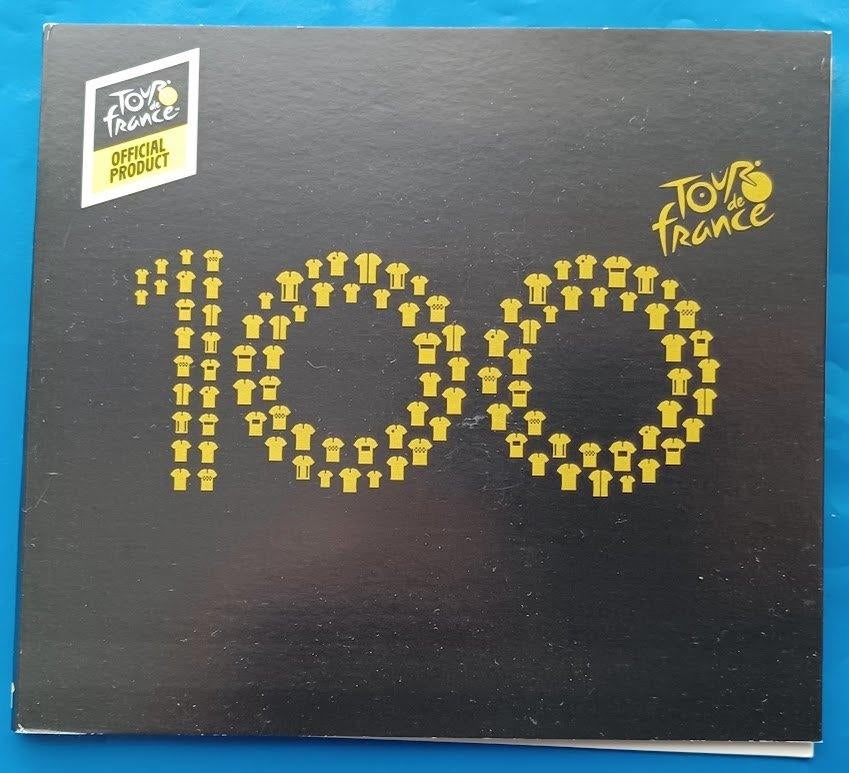 TOUR
de
france
OFFICIAL
PRODUCT
TOUR
de
france
100